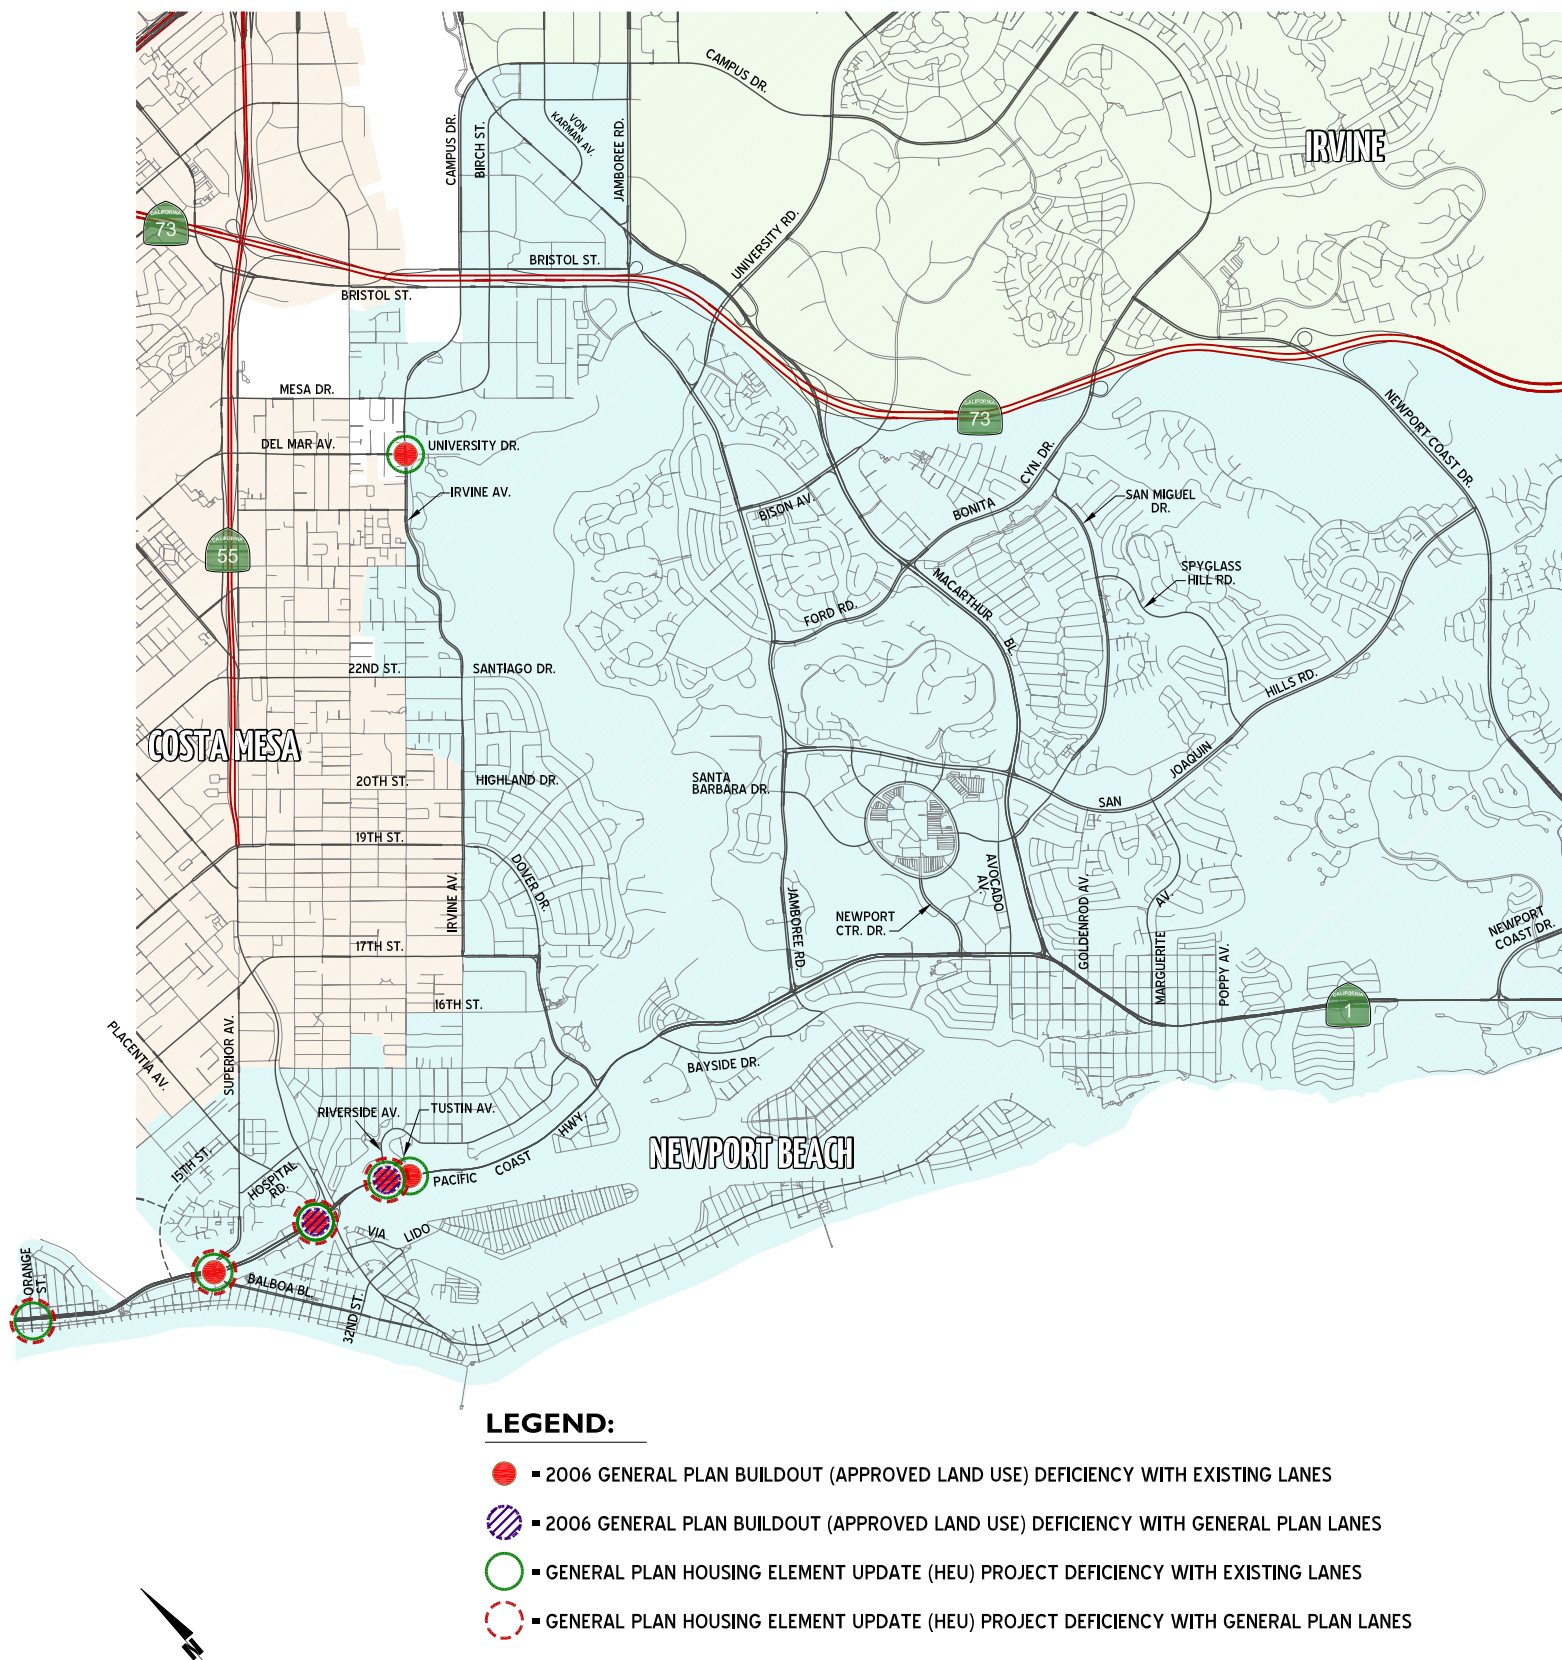 CAMPUS DR.
IRVINE
VON
KARMAN AV.
CAMPUS DR.
BIRCH ST.
JAMBOREE RD.
UNIVERSITY RD.
CALIFORNIA
73
BRISTOL ST.
BRISTOL ST.
MESA DR.
CALIFORNIA
73
NEWPORT COAST DR.
DEL MAR AV.
UNIVERSITY DR.
IRVINE AV.
BISON AV.
BONITA
CYN. DR.
SAN MIGUEL
DR.
CALIFORNIA
55
SPYGLASS
HILL RD.
MACARTHUR
BL.
FORD RD.
22ND ST.
SANTIAGO DR.
HILLS RD.
COSTA MESA
JOAQUIN
SAN
20TH ST.
HIGHLAND DR.
SANTA
BARBARA DR.
19TH ST.
DOVER DR.
IRVINE AV.
AVOCADO
AV.
GOLDENROD AV.
NEWPORT
CTR. DR.
JAMBOREE RD.
MARGUERITE
AV.
POPPY AV.
NEWPORT
COAST DR.
17TH ST.
16TH ST.
CALIFORNIA
1
PLACENTIA AV.
SUPERIOR AV.
BAYSIDE DR.
RIVERSIDE AV.
TUSTIN AV.
NEWPORT BEACH
PACIFIC
COAST
HWY.
15TH ST.
HOSPITAL
RD.
VIA
LIDO
ORANGE
ST.
BALBOA BL.
32ND ST.
LEGEND:
= 2006 GENERAL PLAN BUILDOUT (APPROVED LAND USE) DEFICIENCY WITH EXISTING LANES
= 2006 GENERAL PLAN BUILDOUT (APPROVED LAND USE) DEFICIENCY WITH GENERAL PLAN LANES
= GENERAL PLAN HOUSING ELEMENT UPDATE (HEU) PROJECT DEFICIENCY WITH EXISTING LANES
= GENERAL PLAN HOUSING ELEMENT UPDATE (HEU) PROJECT DEFICIENCY WITH GENERAL PLAN LANES
N